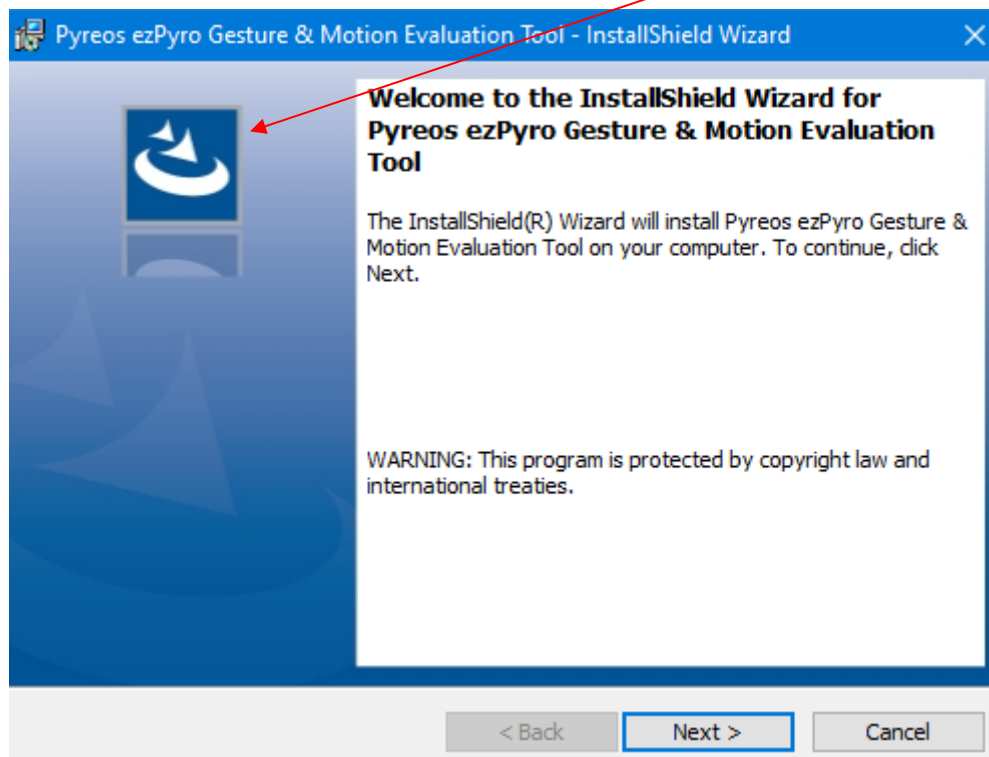 Pyreos ezPyro Gesture & Motion Evaluation Tool - InstallShield Wizard
Welcome to the InstallShield Wizard for
Pyreos ezPyro Gesture & Motion Evaluation
Tool
The InstallShield(R) Wizard will install Pyreos ezPyro Gesture &
Motion Evaluation Tool on your computer. To continue, click
Next.
WARNING: This program is protected by copyright law and
international treaties.
< Back Next > Cancel